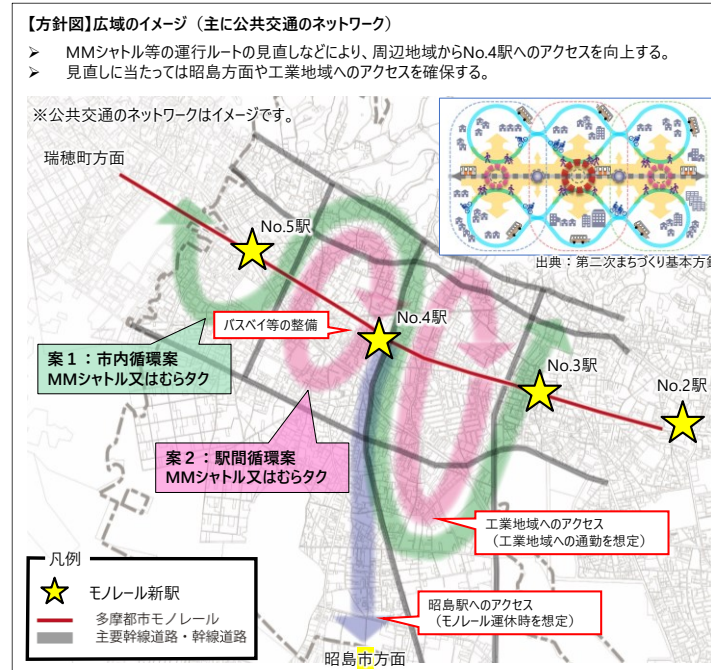 【方針図】広域のイメージ（主に公共交通のネットワーク）
➢ MMシャトル等の運行ルートの見直しなどにより、周辺地域からNo.4駅へのアクセスを向上する。
➢ 見直しに当たっては昭島方面や工業地域へのアクセスを確保する。
※公共交通のネットワークはイメージです。
瑞穂町方面
出典：第二次まちづくり基本方針
No.5駅
バスベイ等の整備
No.4駅
案１：市内循環案
MMシャトル又はむらタク
No.3駅
No.2駅
案２：駅間循環案
MMシャトル又はむらタク
工業地域へのアクセス
（工業地域への通勤を想定）
凡例
モノレール新駅
多摩都市モノレール
主要幹線道路・幹線道路
昭島駅へのアクセス
（モノレール運休時を想定）
昭島市方面